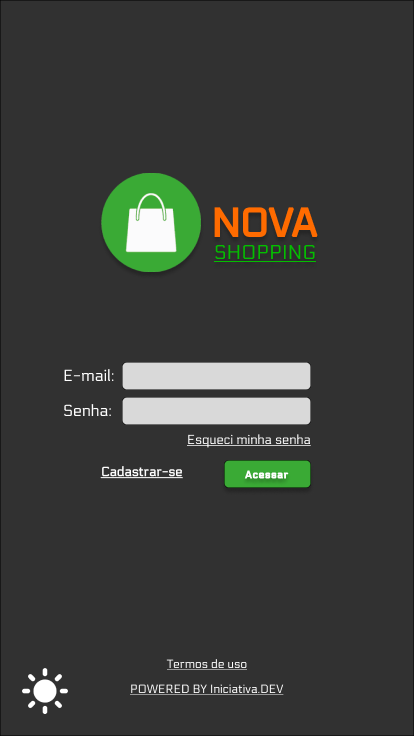 NOVA
SHOPPING
E-mail:
Senha:
Esqueci minha senha
Cadastrar-se
Acessar
Termos de uso
POWERED BY Iniciativa.DEV